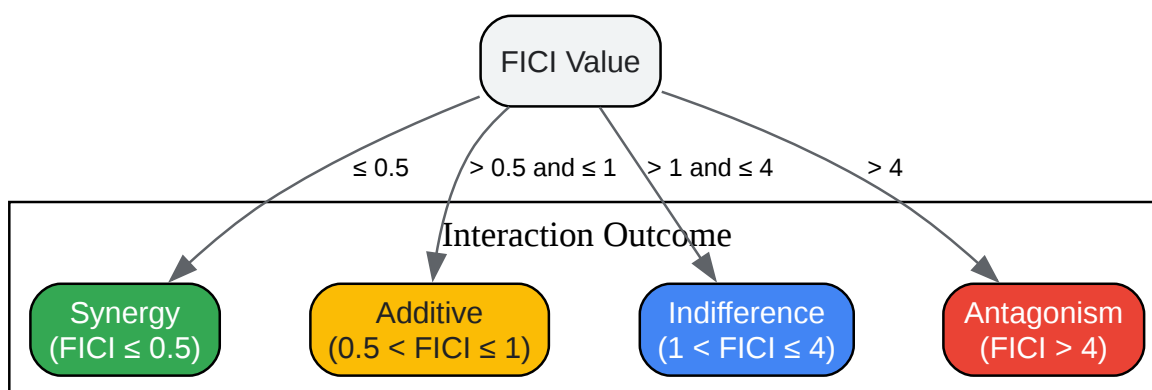 FICI Value
≤ 0.5
> 0.5 and ≤ 1
> 1 and ≤ 4
> 4
Interaction Outcome
Synergy
(FICI ≤ 0.5)
Additive
(0.5 < FICI ≤ 1)
Indifference
(1 < FICI ≤ 4)
Antagonism
(FICI > 4)